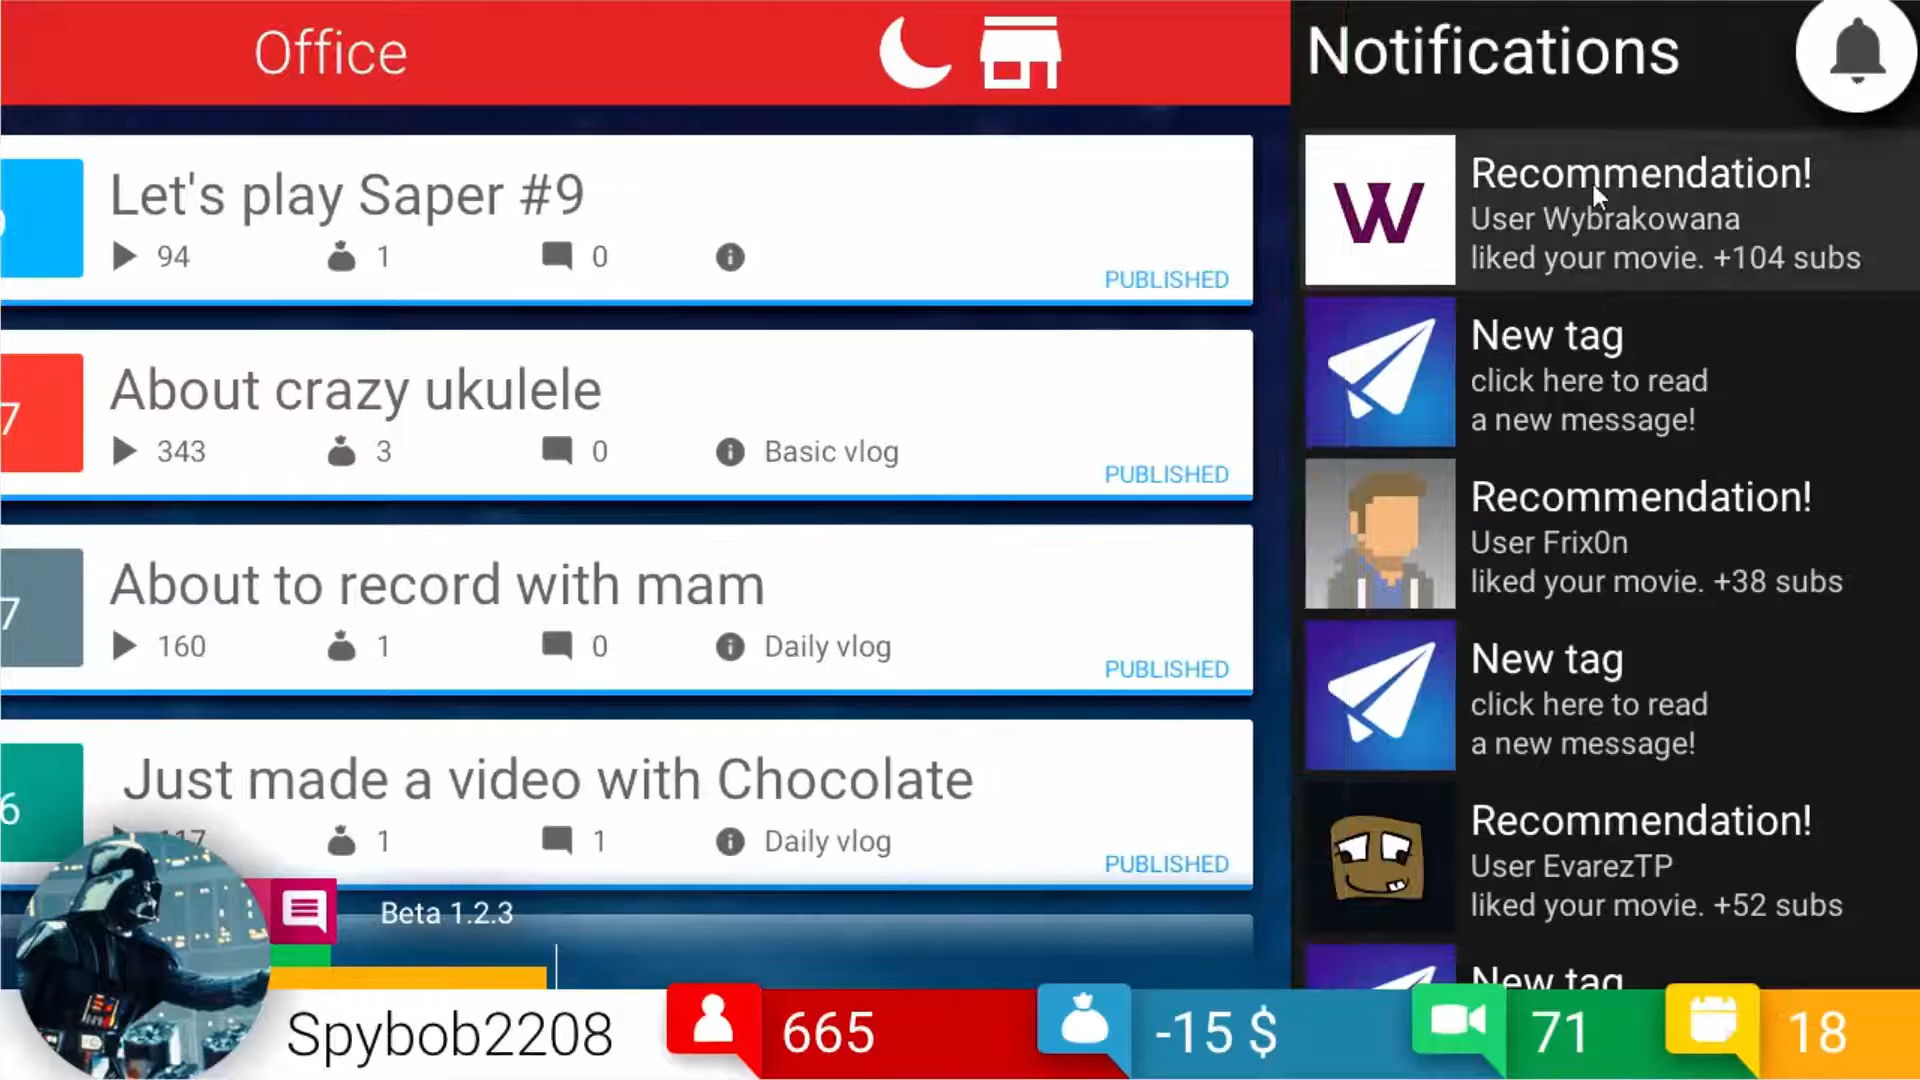 Office
Notifications
Let's play Saper #9
94 1 0
PUBLISHED
7
About crazy ukulele
343 3 0 Basic vlog
PUBLISHED
7
About to record with mam
160 1 0 Daily vlog
PUBLISHED
6
Just made a video with Chocolate
117 1 1 Daily vlog
PUBLISHED
Beta 1.2.3
W
Recommendation!
User Wybrakowana
liked your movie. +104 subs
New tag
click here to read
a new message!
Recommendation!
User Frix0n
liked your movie. +38 subs
New tag
click here to read
a new message!
Recommendation!
User EvarezTP
liked your movie. +52 subs
New tag
Spybob2208
665
-15 $
71
18